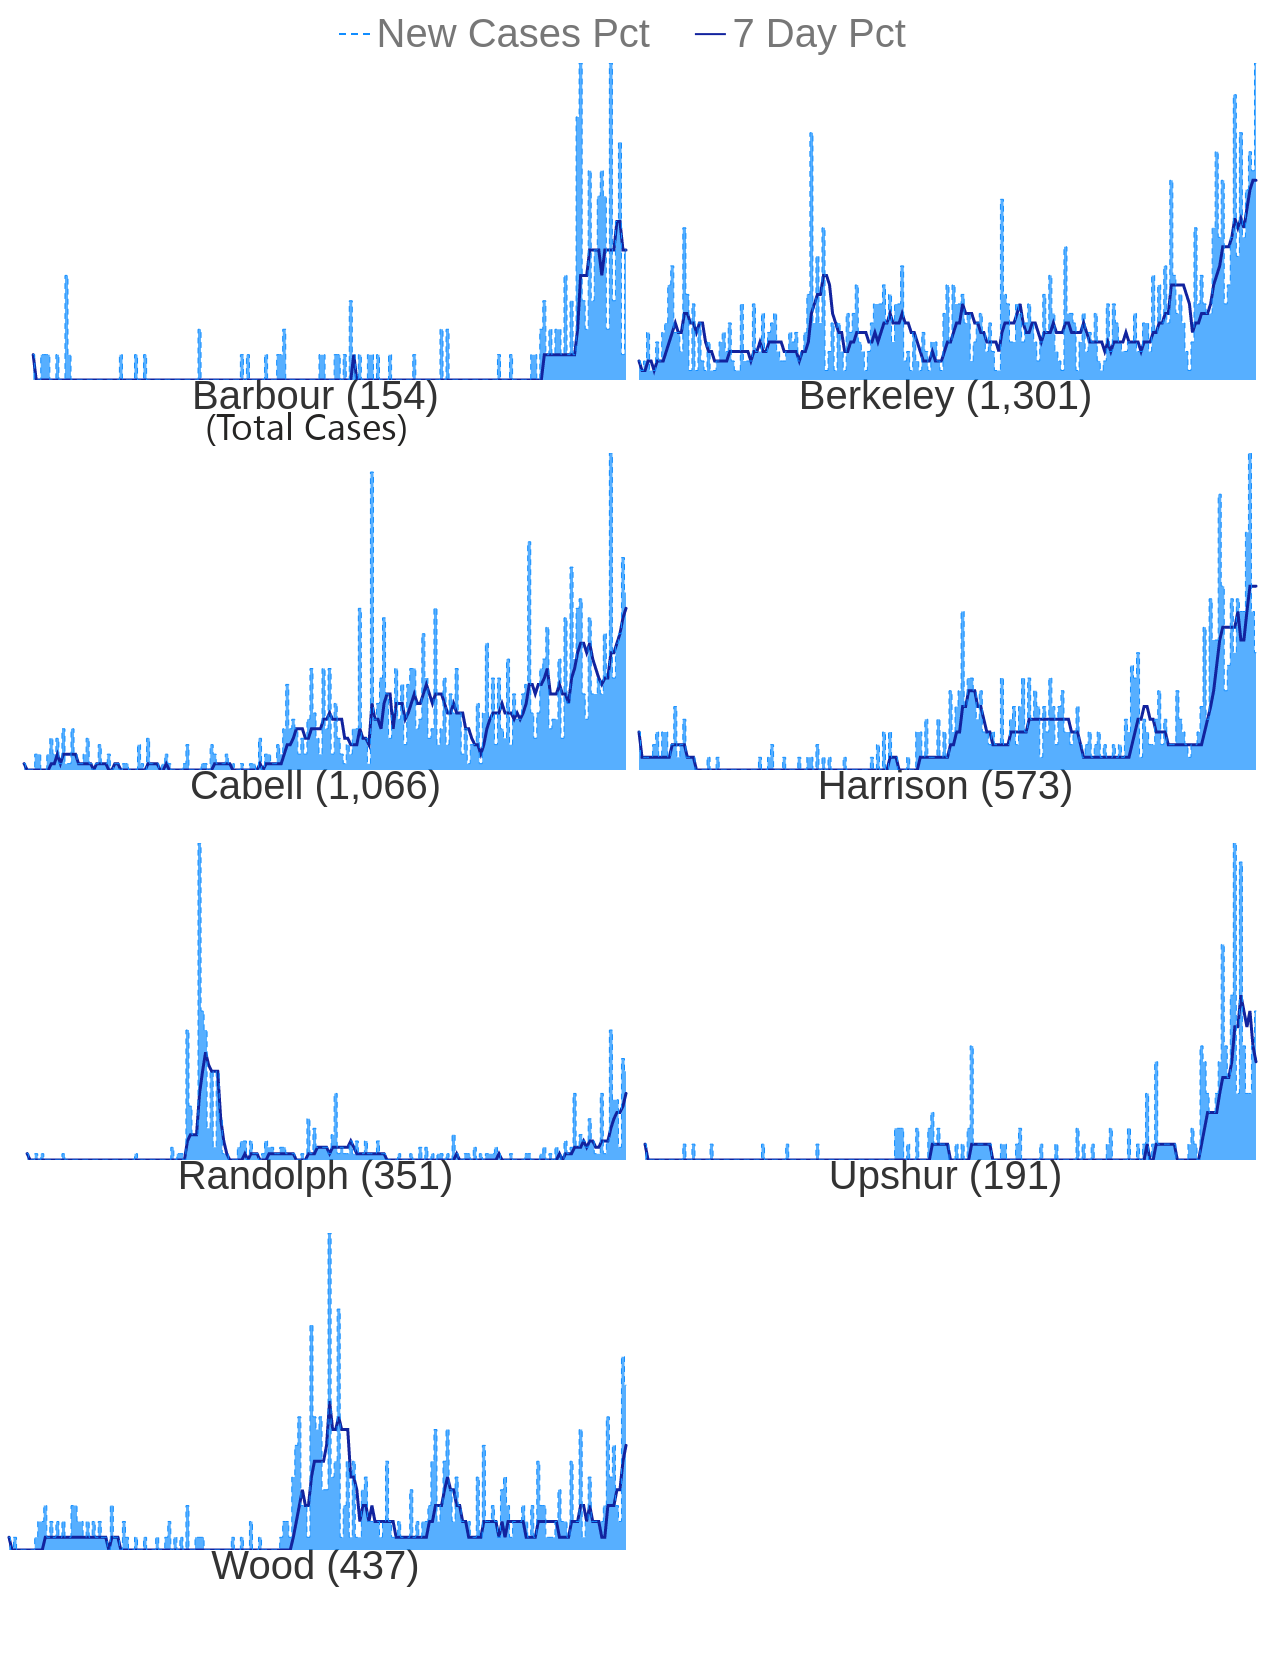 New Cases Pct 7 Day Pct
Barbour (154) Berkeley (1,301)
(Total Cases)
Cabell (1,066) Harrison (573)
Randolph (351) Upshur (191)
Wood (437)